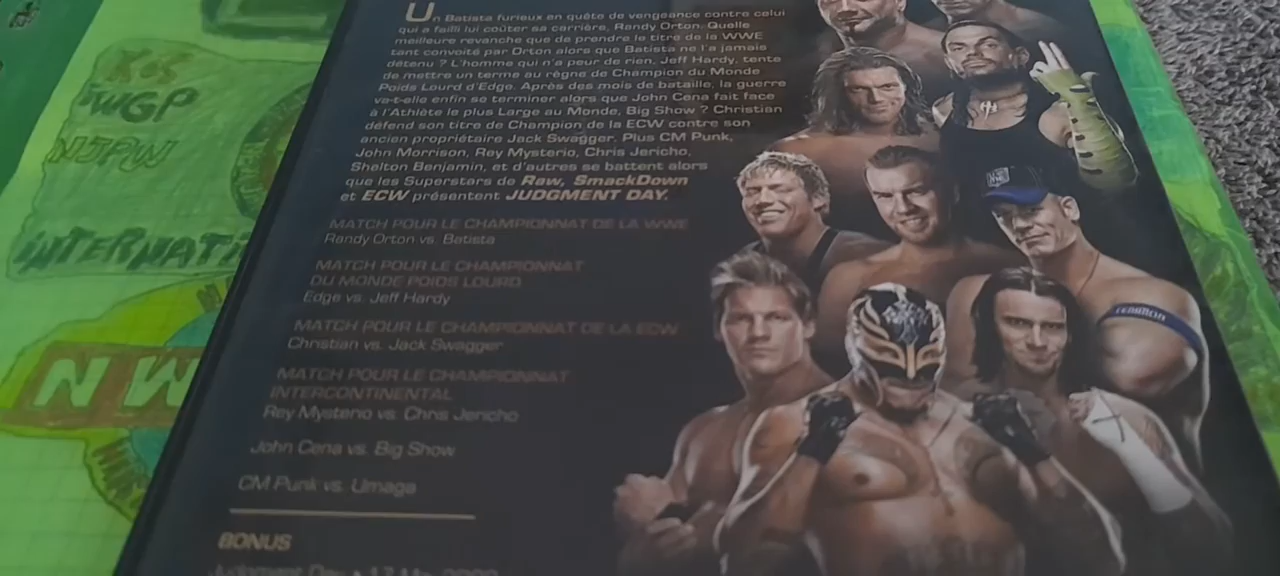 Un Batista furieux en quête de vengeance contre celui
qui a failli lui coûter sa carrière, Randy Orton. Quelle
meilleure revanche que de prendre le titre de la WWE
tant convoité par Orton alors que Batista ne l'a jamais
détenu ? L'homme qui n'a peur de rien, Jeff Hardy, tente
de mettre un terme au règne de Champion du Monde
Poids Lourd d'Edge. Après des mois de bataille, la guerre
va-t-elle enfin se terminer alors que John Cena fait face
à l'Athlète le plus Large au Monde, Big Show ? Christian
défend son titre de Champion de la ECW contre son
ancien propriétaire Jack Swagger. Plus CM Punk,
John Morrison, Rey Mysterio, Chris Jericho,
Shelton Benjamin, et d'autres se battent alors
que les Superstars de Raw, SmackDown
et ECW présentent JUDGMENT DAY.
MATCH POUR LE CHAMPIONNAT DE LA WWE
Randy Orton vs. Batista
MATCH POUR LE CHAMPIONNAT
DU MONDE POIDS LOURD
Edge vs. Jeff Hardy
MATCH POUR LE CHAMPIONNAT DE LA ECW
Christian vs. Jack Swagger
MATCH POUR LE CHAMPIONNAT
INTERCONTINENTAL
Rey Mysterio vs. Chris Jericho
John Cena vs. Big Show
CM Punk vs. Umaga
BONUS
Judgment Day
IWGP
NJPW
INTERNATI
NW